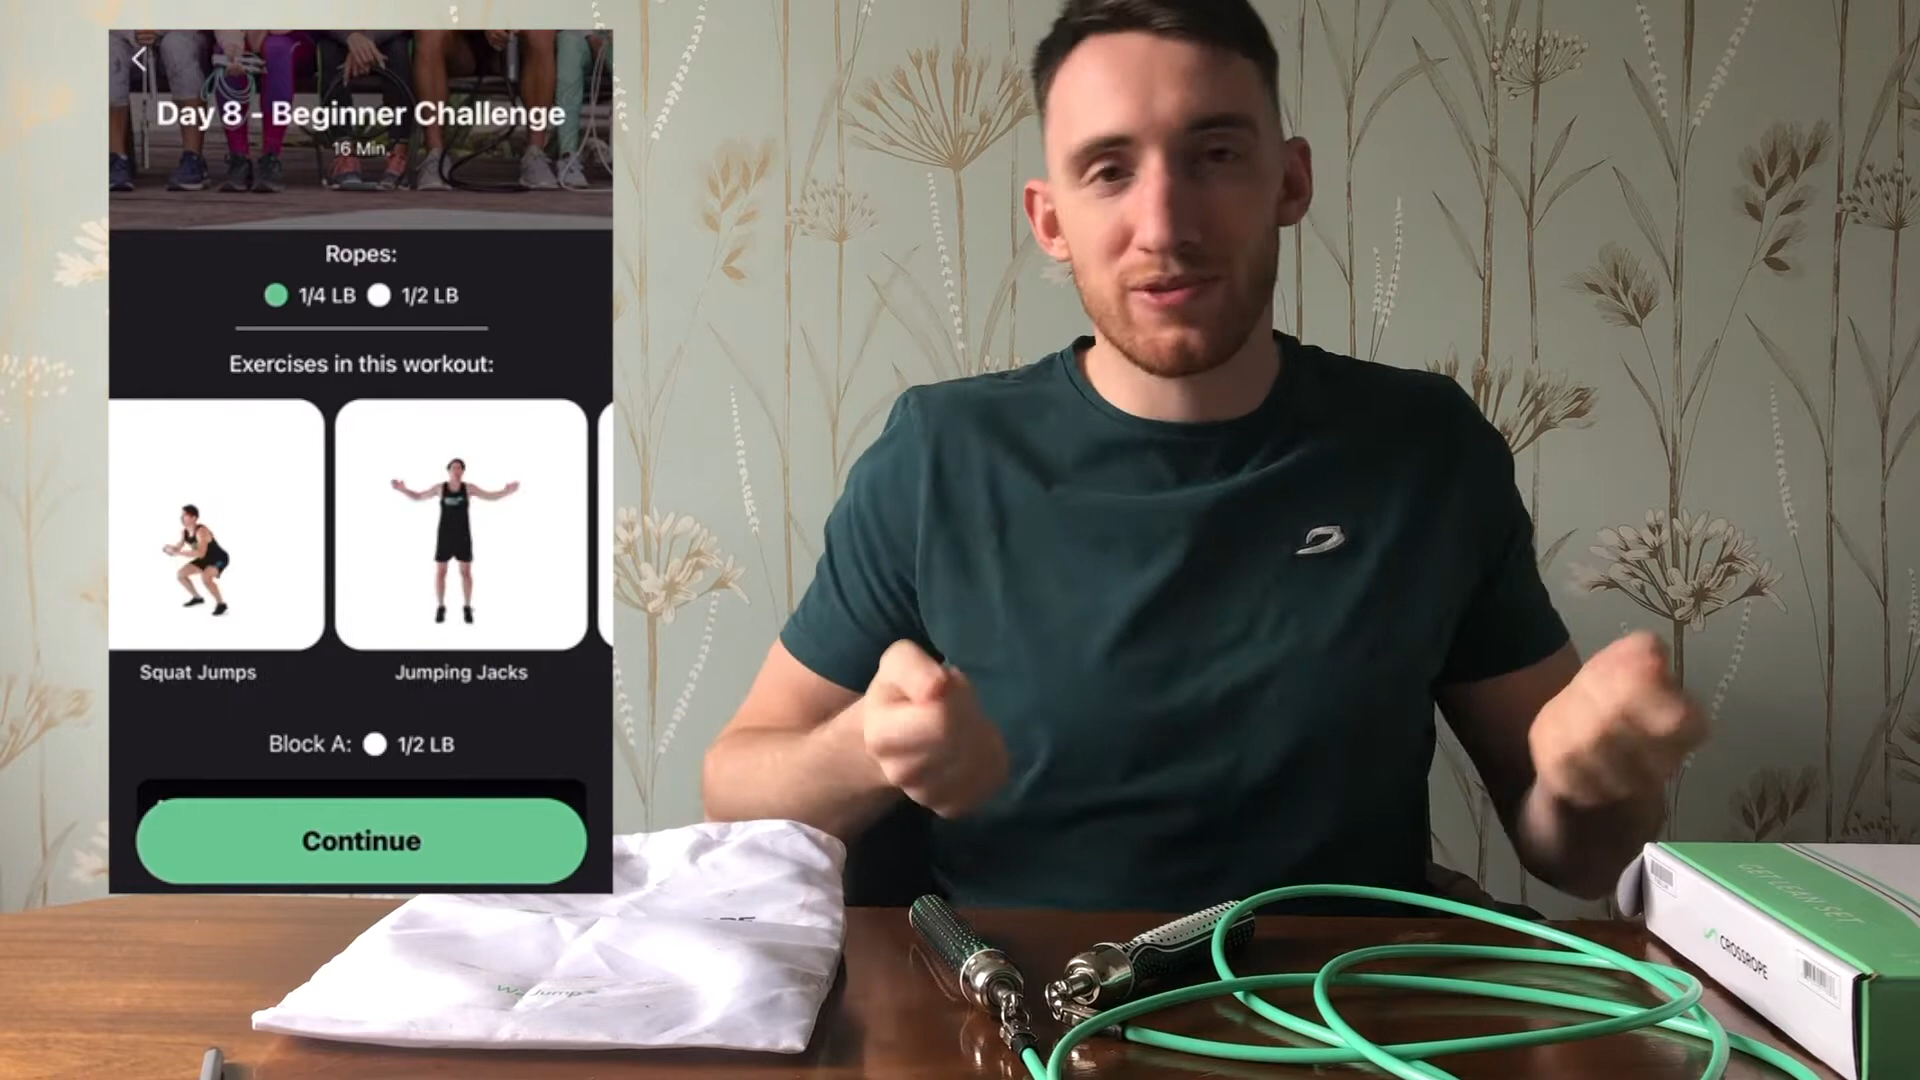 Day 8 - Beginner Challenge
16 Min.
Ropes:
1/4 LB 1/2 LB
Exercises in this workout:
Squat Jumps
Jumping Jacks
Block A: 1/2 LB
Continue
GET LEAN SET
CROSSROPE